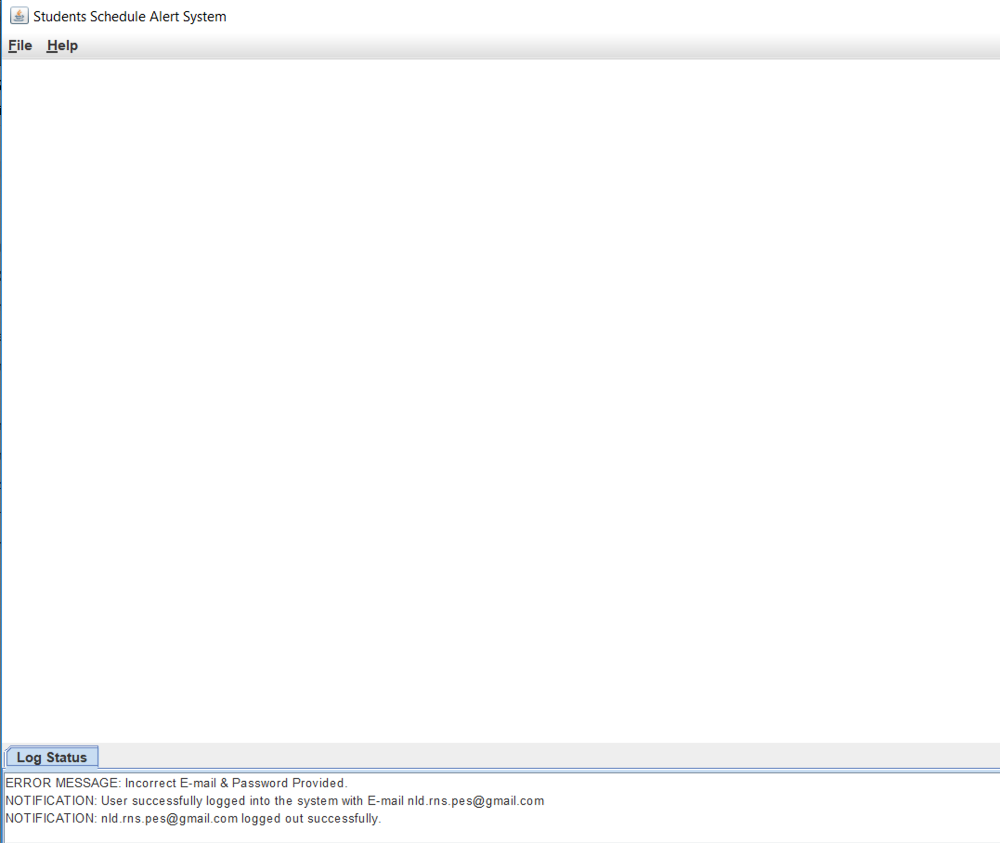 Students Schedule Alert System
File Help
Log Status
ERROR MESSAGE: Incorrect E-mail & Password Provided.
NOTIFICATION: User successfully logged into the system with E-mail nld.rns.pes@gmail.com
NOTIFICATION: nld.rns.pes@gmail.com logged out successfully.